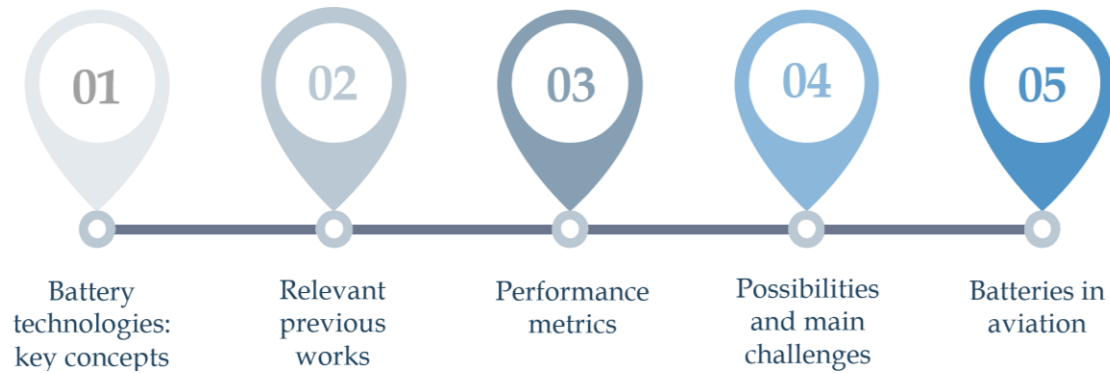 01
02
03
04
05
Battery
technologies:
key concepts
Relevant
previous
works
Performance
metrics
Possibilities
and main
challenges
Batteries in
aviation